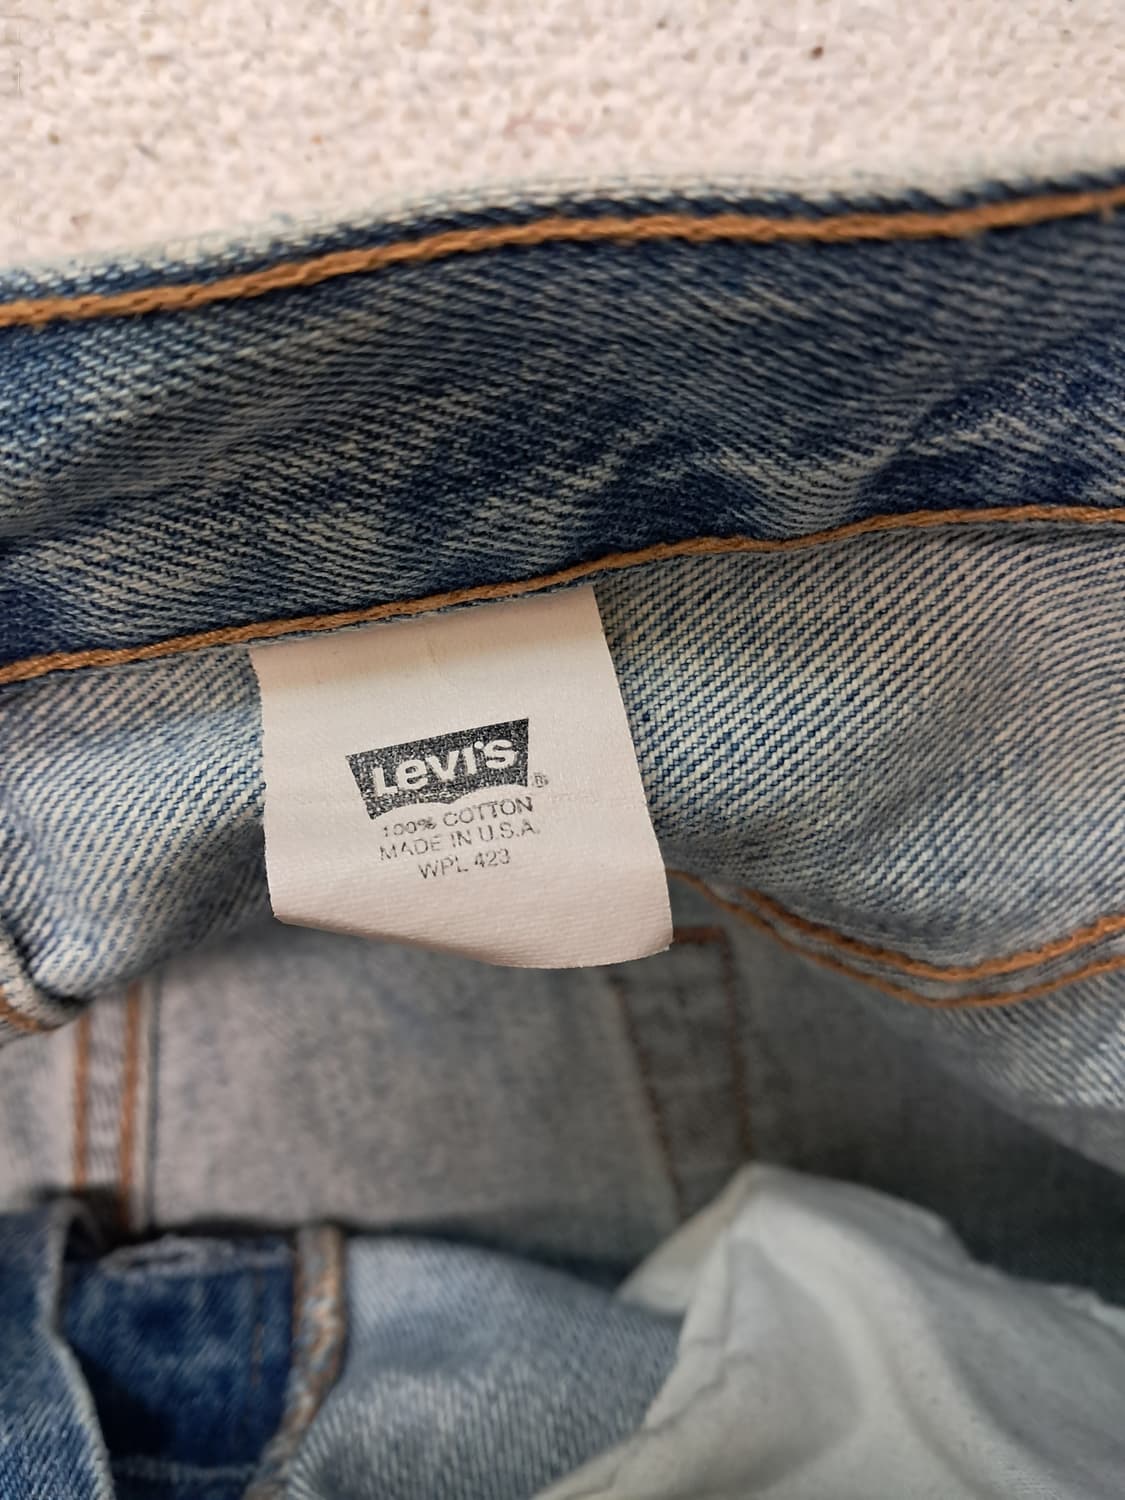 Levi's®
100% COTTON
MADE IN U.S.A.
WPL 423